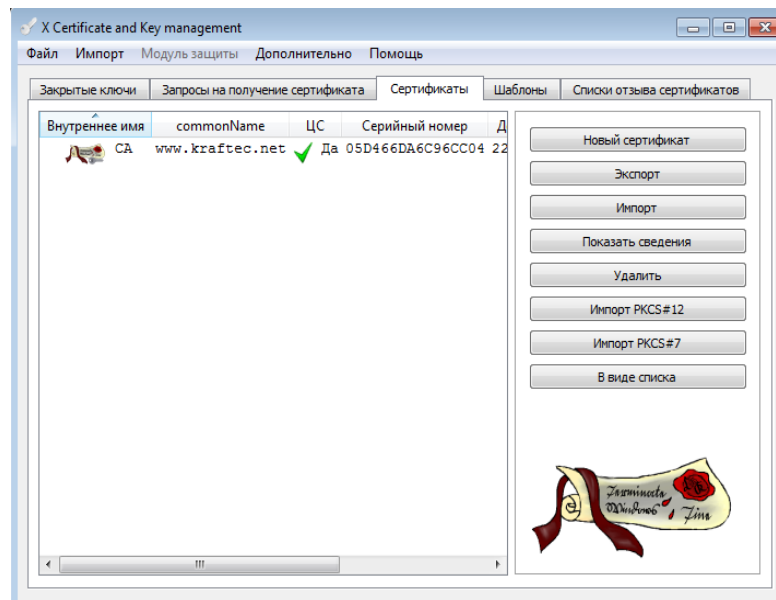 X Certificate and Key management
Файл Импорт Модуль защиты Дополнительно Помощь
Закрытые ключи Запросы на получение сертификата Сертификаты Шаблоны Списки отзыва сертификатов
Внутреннее имя commonName ЦС Серийный номер Д
CA www.kraftec.net Да 05D466DA6C96CC04 22
Новый сертификат
Экспорт
Импорт
Показать сведения
Удалить
Импорт PKCS#12
Импорт PKCS#7
В виде списка